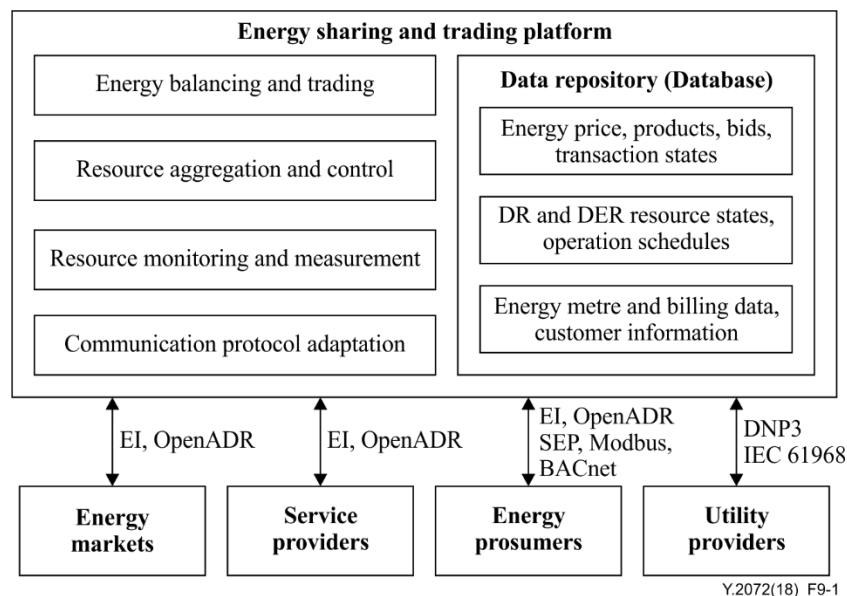 Energy sharing and trading platform
Energy balancing and trading
Resource aggregation and control
Resource monitoring and measurement
Communication protocol adaptation
Data repository (Database)
Energy price, products, bids,
transaction states
DR and DER resource states,
operation schedules
Energy metre and billing data,
customer information
EI, OpenADR
EI, OpenADR
EI, OpenADR
SEP, Modbus,
BACnet
DNP3
IEC 61968
Energy
markets
Service
providers
Energy
prosumers
Utility
providers
Y.2072(18)_F9-1